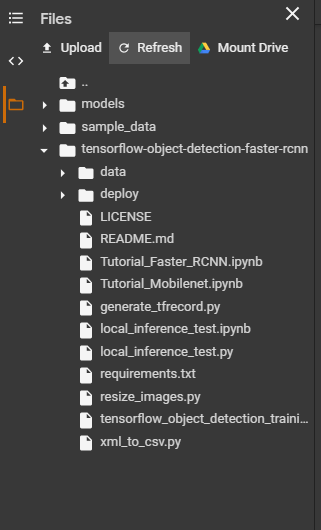 Files
Upload Refresh Mount Drive
..
models
sample_data
tensorflow-object-detection-faster-rcnn
data
deploy
LICENSE
README.md
Tutorial_Faster_RCNN.ipynb
Tutorial_Mobilenet.ipynb
generate_tfrecord.py
local_inference_test.ipynb
local_inference_test.py
requirements.txt
resize_images.py
tensorflow_object_detection_traini...
xml_to_csv.py